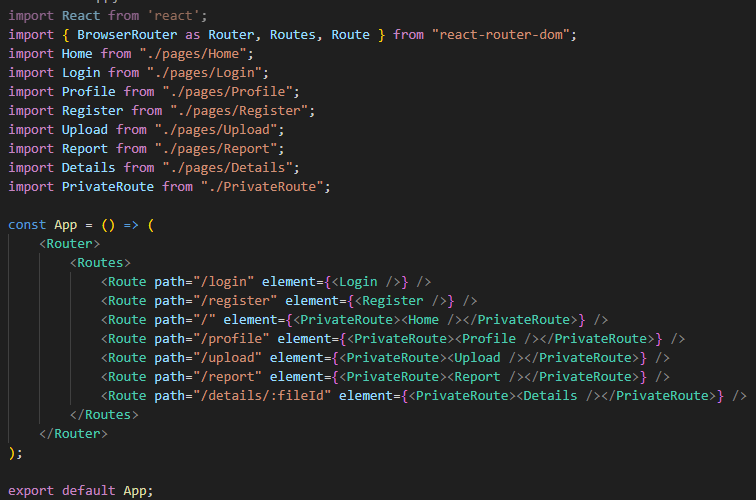 import React from 'react';
import { BrowserRouter as Router, Routes, Route } from "react-router-dom";
import Home from "./pages/Home";
import Login from "./pages/Login";
import Profile from "./pages/Profile";
import Register from "./pages/Register";
import Upload from "./pages/Upload";
import Report from "./pages/Report";
import Details from "./pages/Details";
import PrivateRoute from "./PrivateRoute";

const App = () => (
    <Router>
        <Routes>
            <Route path="/login" element={<Login />} />
            <Route path="/register" element={<Register />} />
            <Route path="/" element={<PrivateRoute><Home /></PrivateRoute>} />
            <Route path="/profile" element={<PrivateRoute><Profile /></PrivateRoute>} />
            <Route path="/upload" element={<PrivateRoute><Upload /></PrivateRoute>} />
            <Route path="/report" element={<PrivateRoute><Report /></PrivateRoute>} />
            <Route path="/details/:fileId" element={<PrivateRoute><Details /></PrivateRoute>} />
        </Routes>
    </Router>
);

export default App;